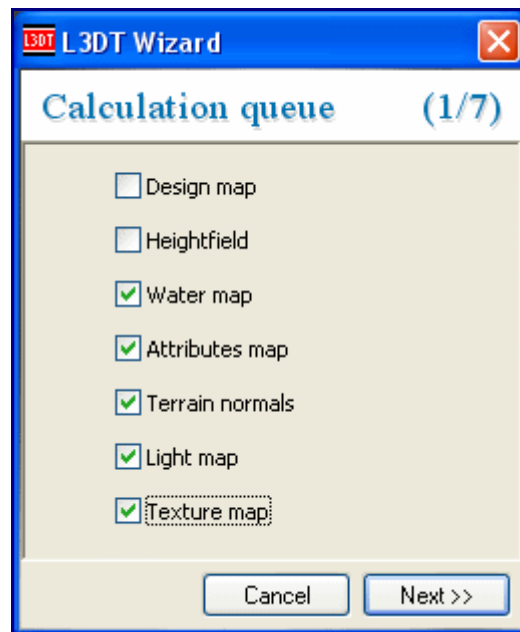 L3DT L3DT Wizard
Calculation queue (1/7)
Design map
Heightfield
Water map
Attributes map
Terrain normals
Light map
Texture map
Cancel Next >>